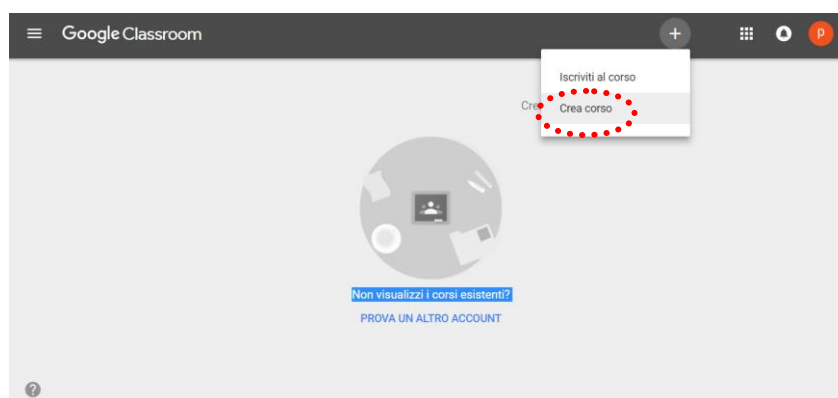 Google Classroom
+
P
Iscriviti al corso
Cre
Crea corso
Non visualizzi i corsi esistenti?
PROVA UN ALTRO ACCOUNT
?